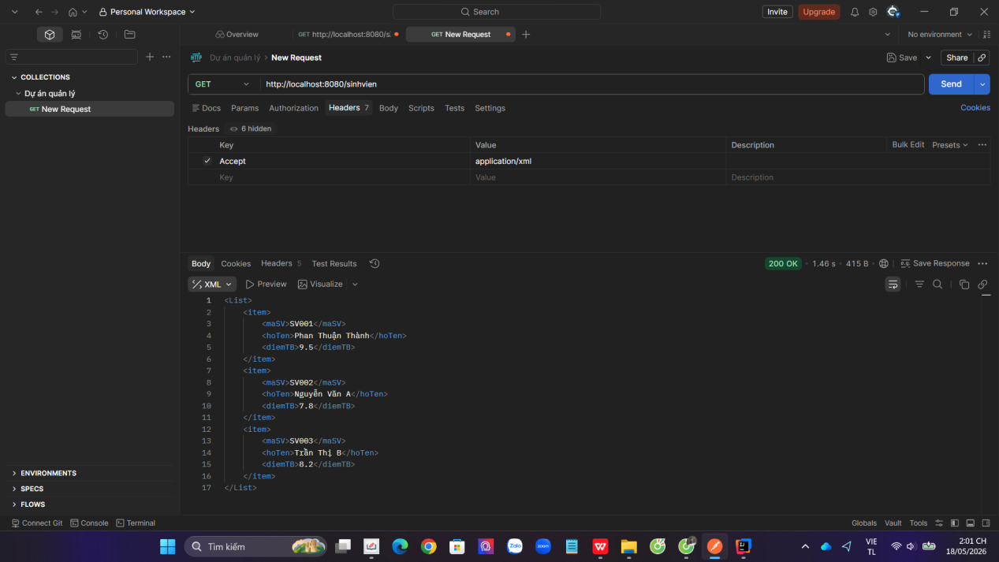 Personal Workspace
Search
Invite
Upgrade
Overview
GET http://localhost:8080/s
GET New Request
No environment
HTTP Dự án quản lý > New Request
Save
Share
COLLECTIONS
Dự án quản lý
GET New Request
GET
http://localhost:8080/sinhvien
Send
Docs Params Authorization Headers 7 Body Scripts Tests Settings
Cookies
Headers 6 hidden
Key Value Description Bulk Edit Presets
Accept application/xml
Key Value Description
Body Cookies Headers 5 Test Results
200 OK • 1.46 s • 415 B
e.g. Save Response
XML Preview Visualize
1 <List>
2 <item>
3 <maSV>SV001</maSV>
4 <hoTen>Phan Thuận Thành</hoTen>
5 <diemTB>9.5</diemTB>
6 </item>
7 <item>
8 <maSV>SV002</maSV>
9 <hoTen>Nguyễn Văn A</hoTen>
10 <diemTB>7.8</diemTB>
11 </item>
12 <item>
13 <maSV>SV003</maSV>
14 <hoTen>Trần Thị B</hoTen>
15 <diemTB>8.2</diemTB>
16 </item>
17 </List>
ENVIRONMENTS
SPECS
FLOWS
Connect Git Console Terminal
Globals Vault Tools
Tìm kiếm
Zalo
zoom
VIE
TL
2:01 CH
18/05/2026